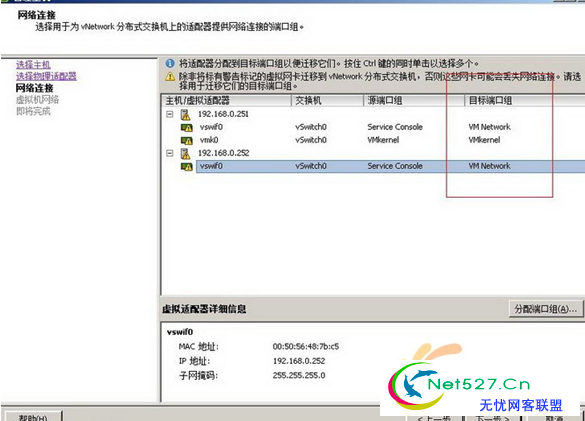 网络连接
选择用于为 vNetwork 分布式交换机上的适配器提供网络连接的端口组。
选择主机
选择物理适配器
网络连接
虚拟机网络
即将完成
将适配器分配到目标端口组以便迁移它们。按住 Ctrl 键的同时单击以选择多个。
除非将标有警告标记的虚拟网卡迁移到 vNetwork 分布式交换机，否则这些网卡可能会丢失网络连接。请选
择用于迁移它们的目标端口组。
主机/虚拟适配器 交换机 源端口组 目标端口组
192.168.0.251
vswif0 vSwitch0 Service Console VM Network
vmk0 vSwitch0 VMkernel VMkernel
192.168.0.252
vswif0 vSwitch0 Service Console VM Network
虚拟适配器详细信息
分配端口组(A)...
vswif0
MAC 地址: 00:50:56:48:7b:c5
IP 地址: 192.168.0.252
子网掩码: 255.255.255.0
Net527.Cn
无忧网客联盟
帮助(H)
< 上一步 下一步 > 取消